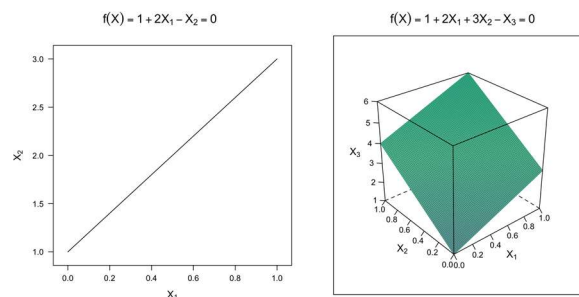 f(X) = 1 + 2X₁ − X₂ = 0
3.0
2.5
2.0
1.5
1.0
X₂
0.0 0.2 0.4 0.6 0.8 1.0
X₁
f(X) = 1 + 2X₁ + 3X₂ − X₃ = 0
6
5
4
3
2
1
X₃
1.0
0.8
0.6
0.4
0.2
0.0
X₂
0.0
0.2
0.4
0.6
0.8
1.0
X₁